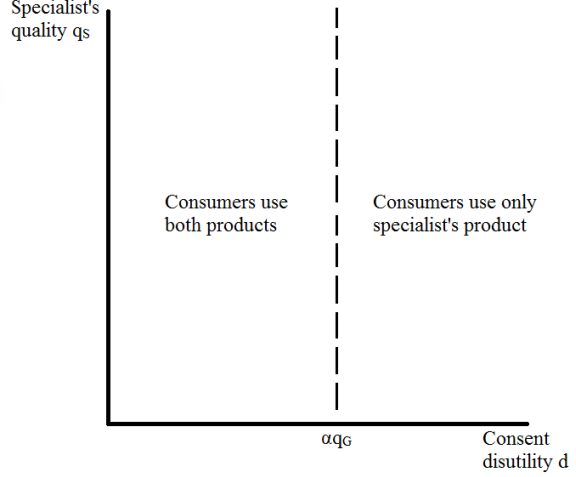 Specialist's
quality qs
Consumers use
both products
Consumers use only
specialist's product
αqG
Consent
disutility d